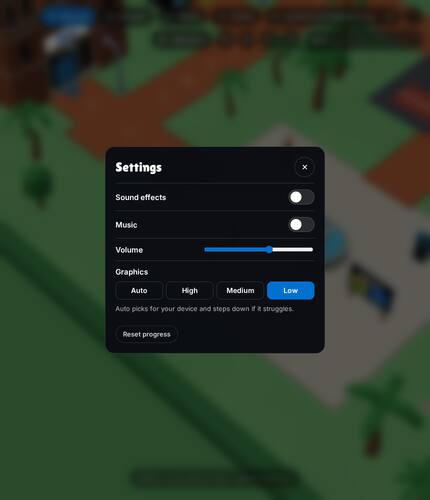 Settings
×
Sound effects
Music
Volume
Graphics
Auto High Medium Low
Auto picks for your device and steps down if it struggles.
Reset progress